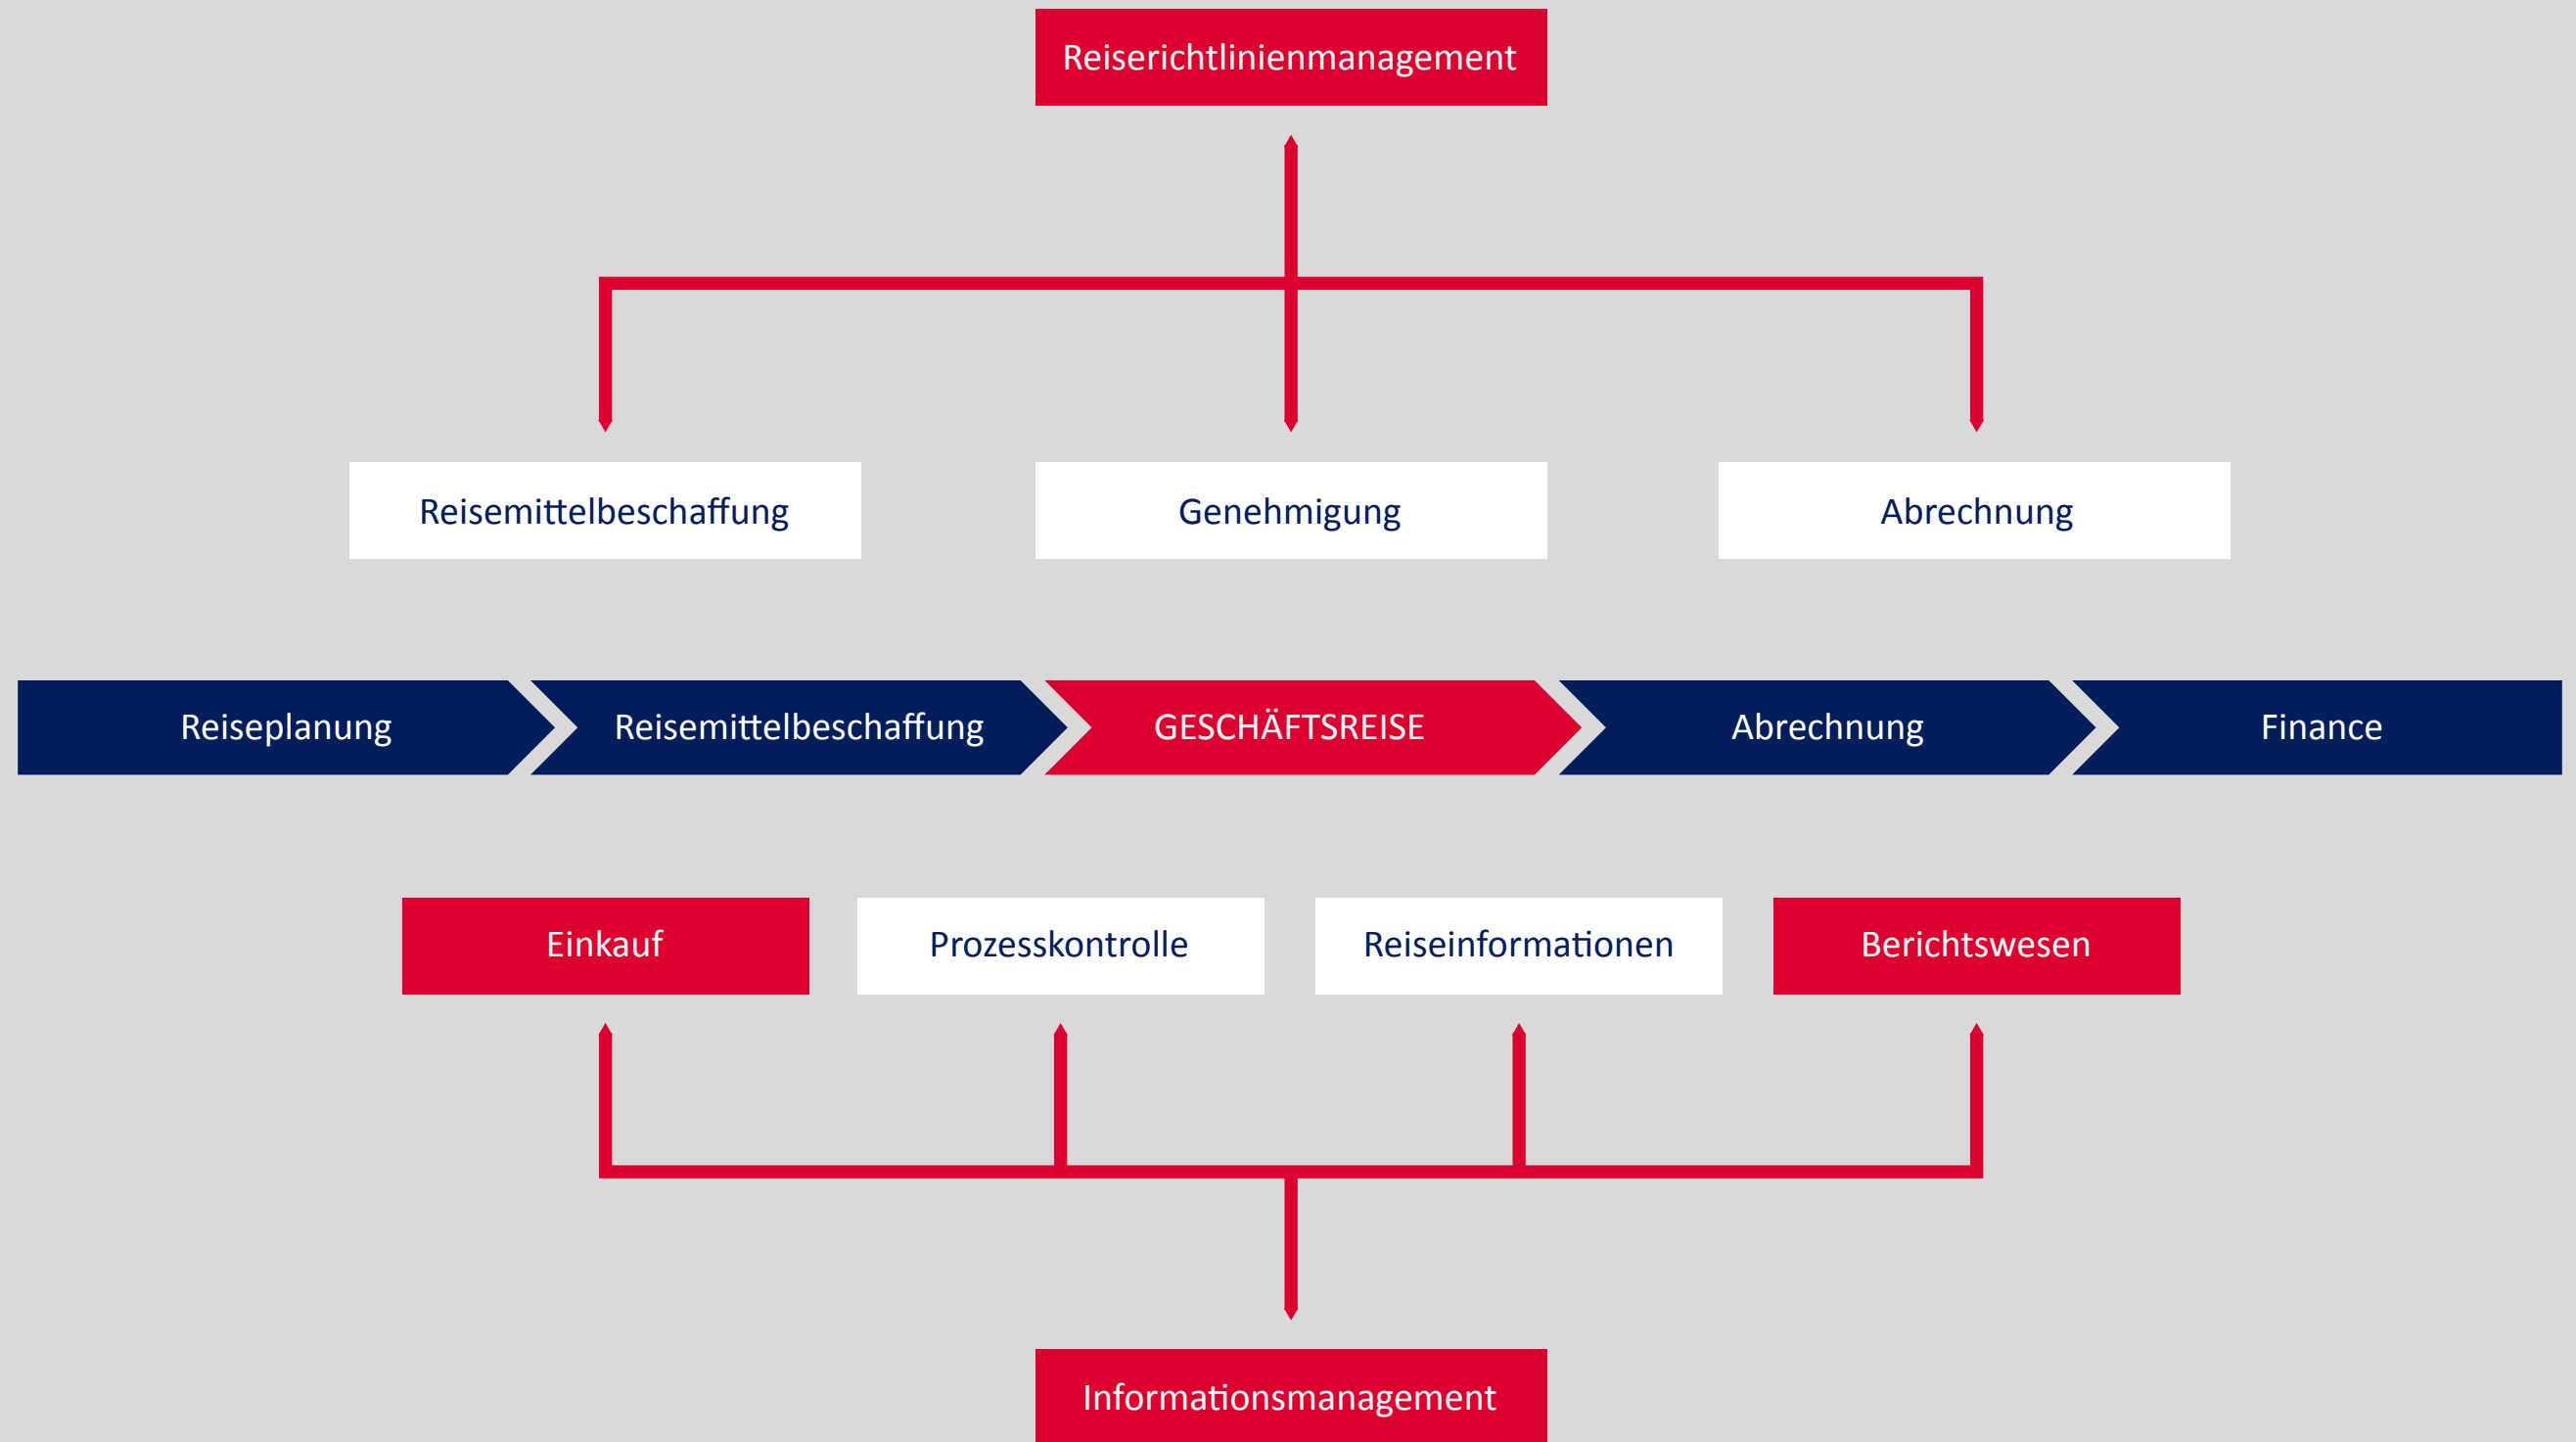 Reiserichtlinienmanagement
Reisemittelbeschaffung
Genehmigung
Abrechnung
Reiseplanung
Reisemittelbeschaffung
GESCHÄFTSREISE
Abrechnung
Finance
Einkauf
Prozesskontrolle
Reiseinformationen
Berichtswesen
Informationsmanagement